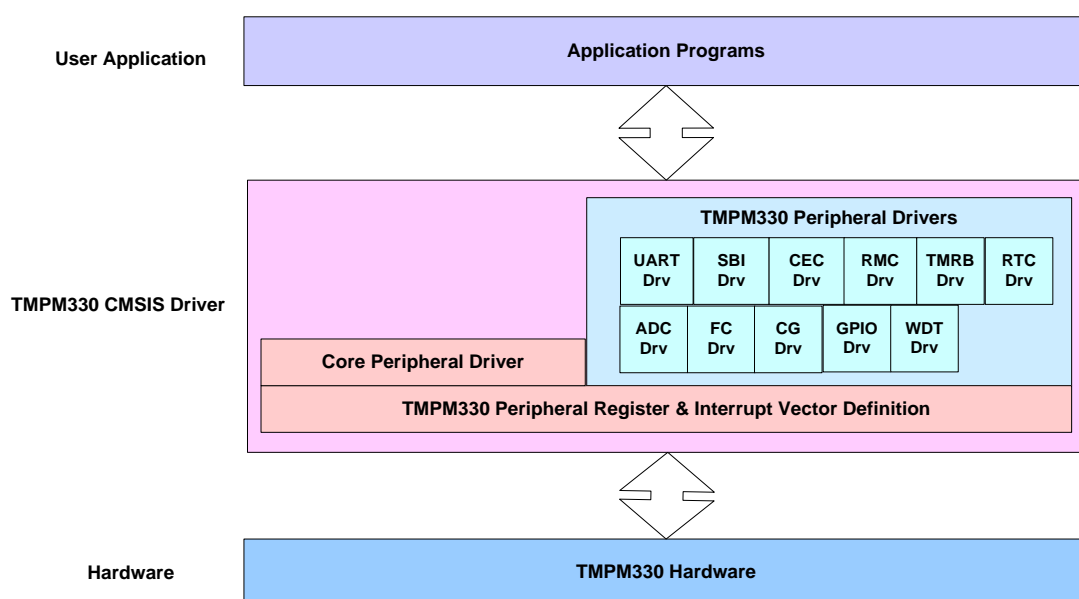 User Application
Application Programs
TMPM330 CMSIS Driver
TMPM330 Peripheral Drivers
UART Drv
SBI Drv
CEC Drv
RMC Drv
TMRB Drv
RTC Drv
ADC Drv
FC Drv
CG Drv
GPIO Drv
WDT Drv
Core Peripheral Driver
TMPM330 Peripheral Register & Interrupt Vector Definition
Hardware
TMPM330 Hardware